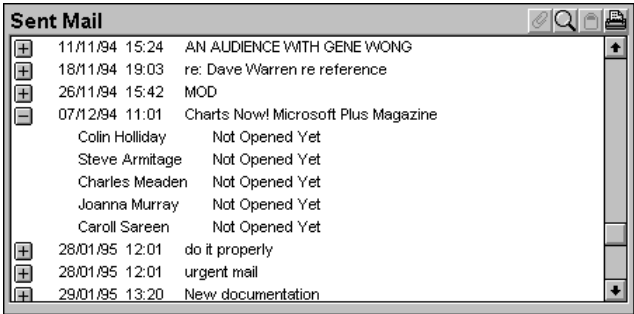 Sent Mail
11/11/94 15:24 AN AUDIENCE WITH GENE WONG
18/11/94 19:03 re: Dave Warren re reference
26/11/94 15:42 MOD
07/12/94 11:01 Charts Now! Microsoft Plus Magazine
Colin Holliday Not Opened Yet
Steve Armitage Not Opened Yet
Charles Meaden Not Opened Yet
Joanna Murray Not Opened Yet
Caroll Sareen Not Opened Yet
28/01/95 12:01 do it properly
28/01/95 12:01 urgent mail
29/01/95 13:20 New documentation